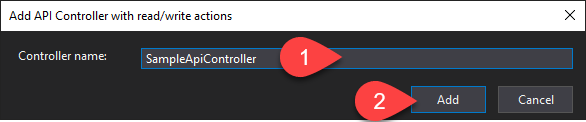 Add API Controller with read/write actions
Controller name: SampleApiController 1
2 Add Cancel